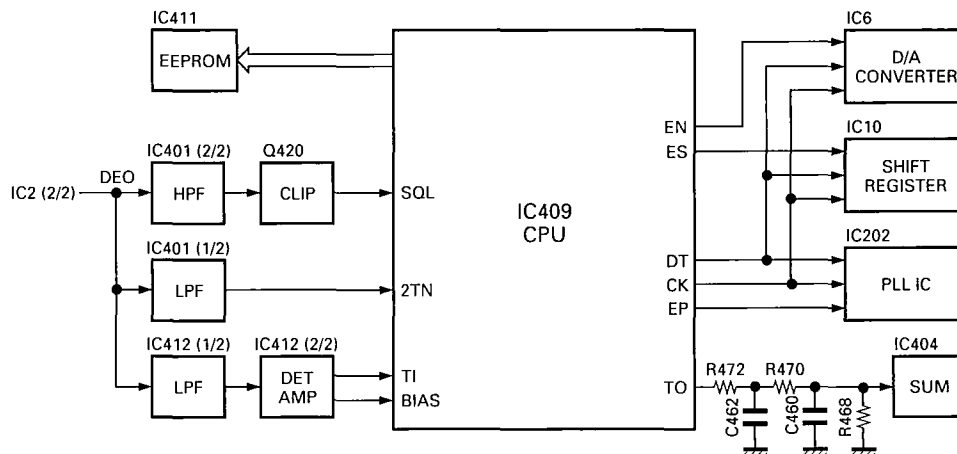 IC411
EEPROM
IC401 (2/2)
Q420
DEO
IC2 (2/2)
HPF
CLIP
SQL
IC401 (1/2)
LPF
2TN
IC412 (1/2)
IC412 (2/2)
LPF
DET
AMP
TI
BIAS
IC409
CPU
EN
ES
DT
CK
EP
TO
IC6
D/A
CONVERTER
IC10
SHIFT
REGISTER
IC202
PLL IC
IC404
R472
R470
SUM
C462
C460
R468